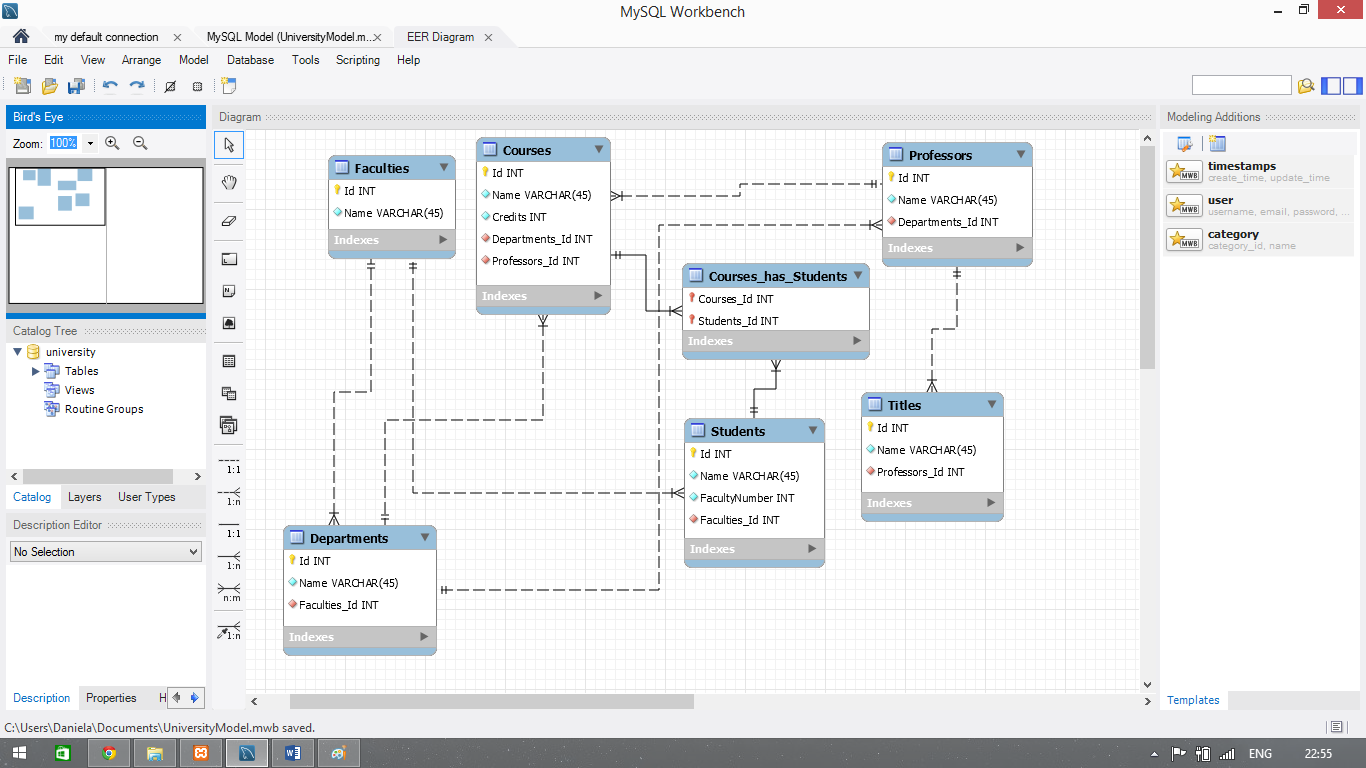 MySQL Workbench
my default connection
MySQL Model (UniversityModel.m...
EER Diagram
File Edit View Arrange Model Database Tools Scripting Help
Bird's Eye
Zoom: 100%
Catalog Tree
university
Tables
Views
Routine Groups
Catalog Layers User Types
Description Editor
No Selection
Description Properties H
Diagram
1:1
1:n
1:1
1:n
n:m
1:n
Faculties
Id INT
Name VARCHAR(45)
Indexes
Courses
Id INT
Name VARCHAR(45)
Credits INT
Departments_Id INT
Professors_Id INT
Indexes
Professors
Id INT
Name VARCHAR(45)
Departments_Id INT
Indexes
Courses_has_Students
Courses_Id INT
Students_Id INT
Indexes
Titles
Id INT
Name VARCHAR(45)
Professors_Id INT
Indexes
Students
Id INT
Name VARCHAR(45)
FacultyNumber INT
Faculties_Id INT
Indexes
Departments
Id INT
Name VARCHAR(45)
Faculties_Id INT
Indexes
Modeling Additions
MWB
timestamps
create_time, update_time
MWB
user
username, email, password, ...
MWB
category
category_id, name
Templates
C:\Users\Daniela\Documents\UniversityModel.mwb saved.
ENG 22:55